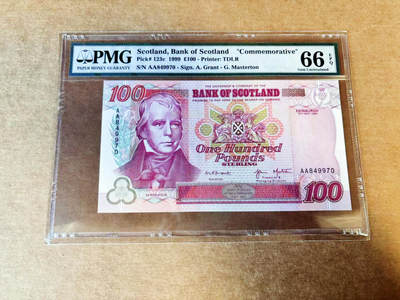 PMG
PAPER MONEY GUARANTY
Scotland, Bank of Scotland "Commemorative"
Pick# 123c 1999 £100 - Printer: TDLR
S/N AA849970 - Sign. A. Grant - G. Masterton
66 EPQ
Gem Uncirculated
100
BANK OF SCOTLAND
AA849970
One Hundred
Pounds
STERLING
AA849970
100